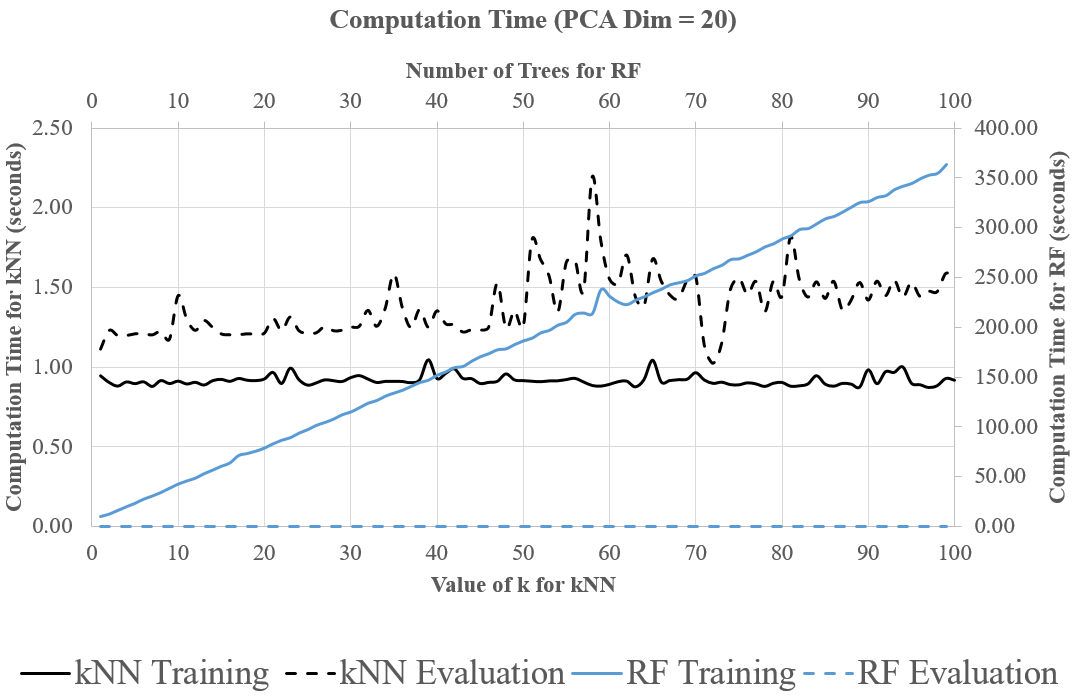 Computation Time (PCA Dim = 20)
Number of Trees for RF
0 10 20 30 40 50 60 70 80 90 100
2.50 400.00
350.00
2.00 300.00
250.00
1.50
200.00
1.00 150.00
100.00
0.50
50.00
0.00 0.00
Computation Time for kNN (seconds)
Computation Time for RF (seconds)
0 10 20 30 40 50 60 70 80 90 100
Value of k for kNN
kNN Training kNN Evaluation RF Training RF Evaluation